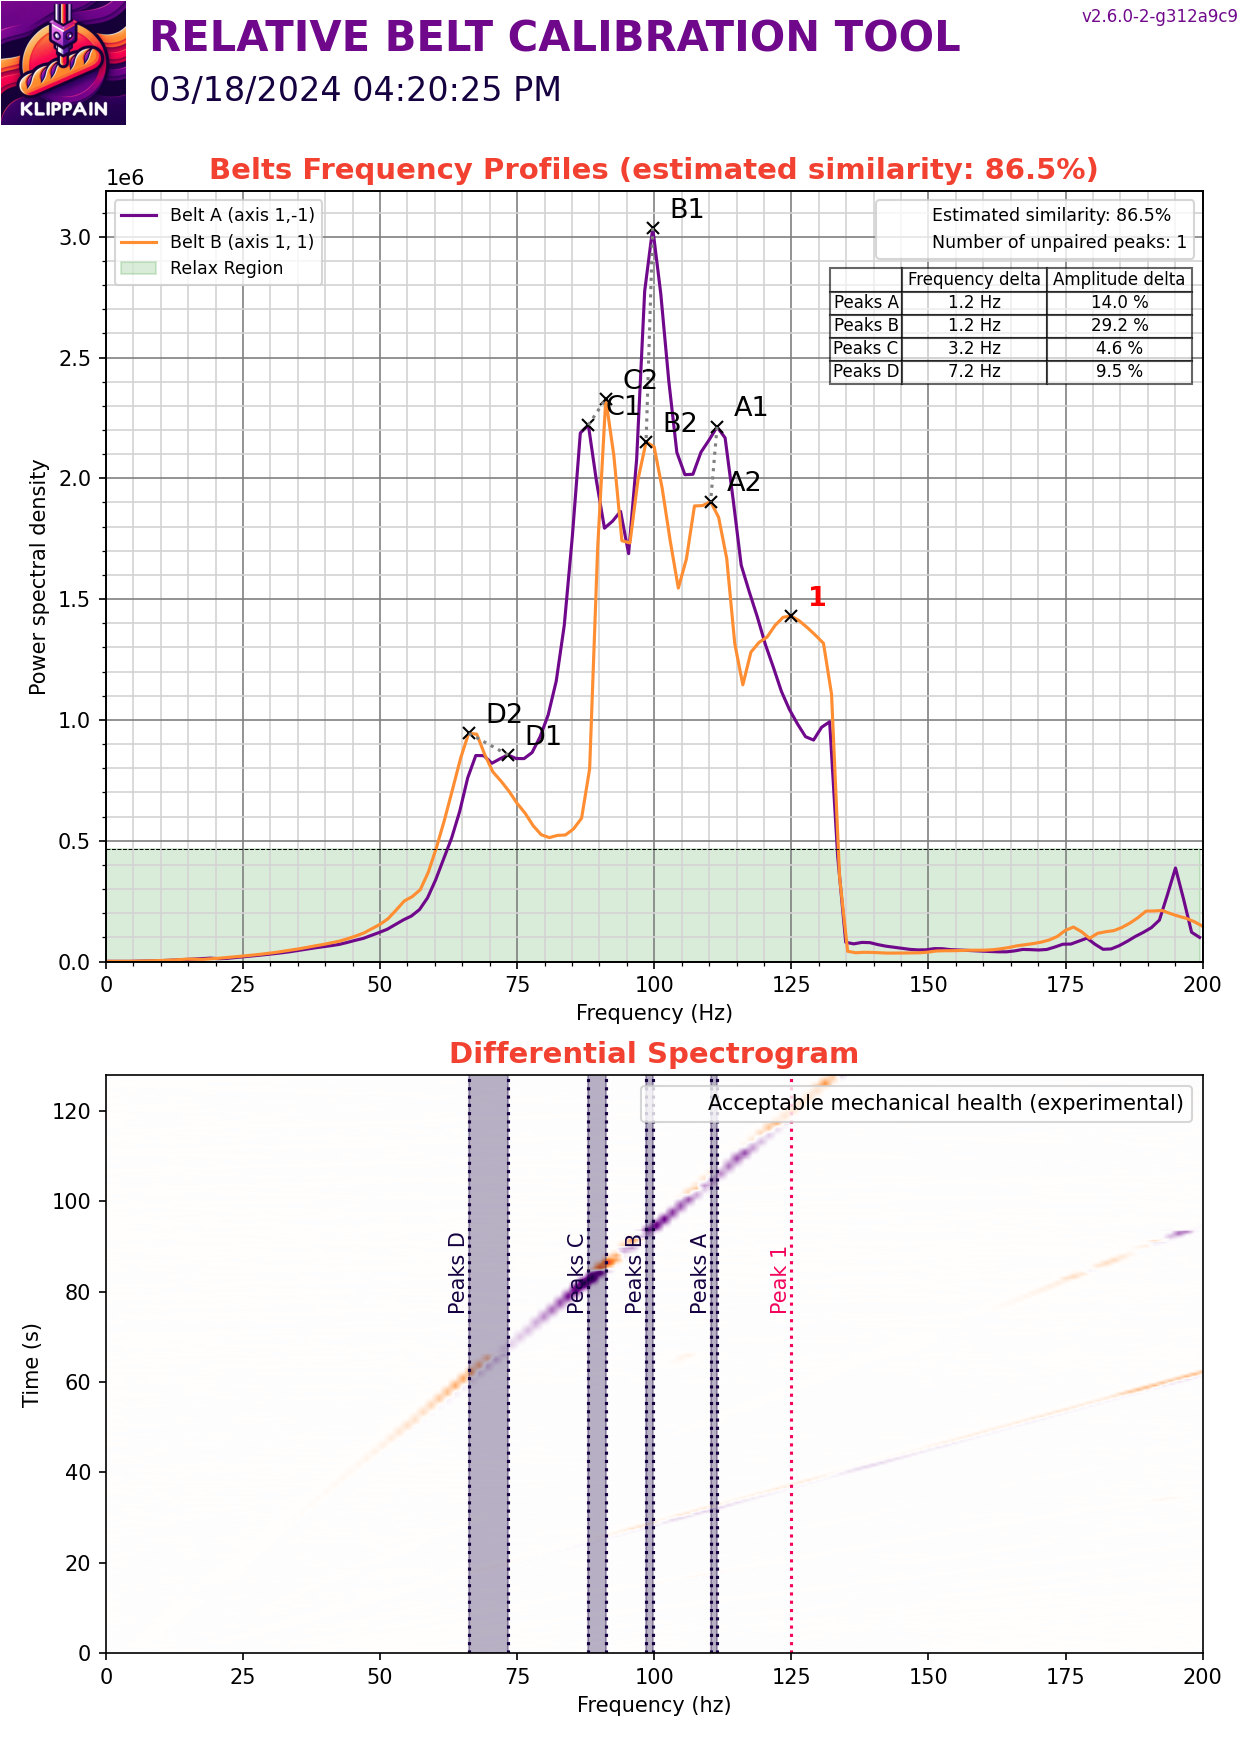 v2.6.0-2-g312a9c9
RELATIVE BELT CALIBRATION TOOL
03/18/2024 04:20:25 PM
KLIPPAIN
Belts Frequency Profiles (estimated similarity: 86.5%)
1e6
Belt A (axis 1,-1)
Belt B (axis 1, 1)
Relax Region
Estimated similarity: 86.5%
Number of unpaired peaks: 1
Frequency delta Amplitude delta
Peaks A 1.2 Hz 14.0 %
Peaks B 1.2 Hz 29.2 %
Peaks C 3.2 Hz 4.6 %
Peaks D 7.2 Hz 9.5 %
B1
C2
C1
B2
A1
A2
1
D2
D1
Power spectral density
3.0
2.5
2.0
1.5
1.0
0.5
0.0
0 25 50 75 100 125 150 175 200
Frequency (Hz)
Differential Spectrogram
Acceptable mechanical health (experimental)
Peaks D
Peaks C
Peaks B
Peaks A
Peak 1
Time (s)
120
100
80
60
40
20
0
0 25 50 75 100 125 150 175 200
Frequency (hz)